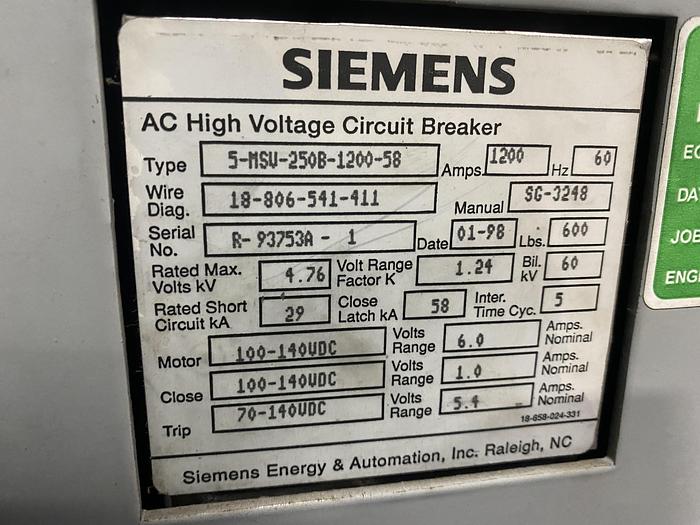 SIEMENS
AC High Voltage Circuit Breaker
Type 5-MSV-250B-1200-58 Amps. 1200 Hz 60
Wire Diag. 18-806-541-411 Manual SG-3248
Serial No. R-93753A - 1 Date 01-98 Lbs. 600
Rated Max. Volts kV 4.76 Volt Range Factor K 1.24 Bil. kV 60
Rated Short Circuit kA 29 Close Latch kA 58 Inter. Time Cyc. 5
Motor 100-140VDC Volts Range 6.0 Amps. Nominal
Close 100-140VDC Volts Range 1.0 Amps. Nominal
Trip 70-140VDC Volts Range 5.4 Amps. Nominal
18-658-024-331
Siemens Energy & Automation, Inc. Raleigh, NC